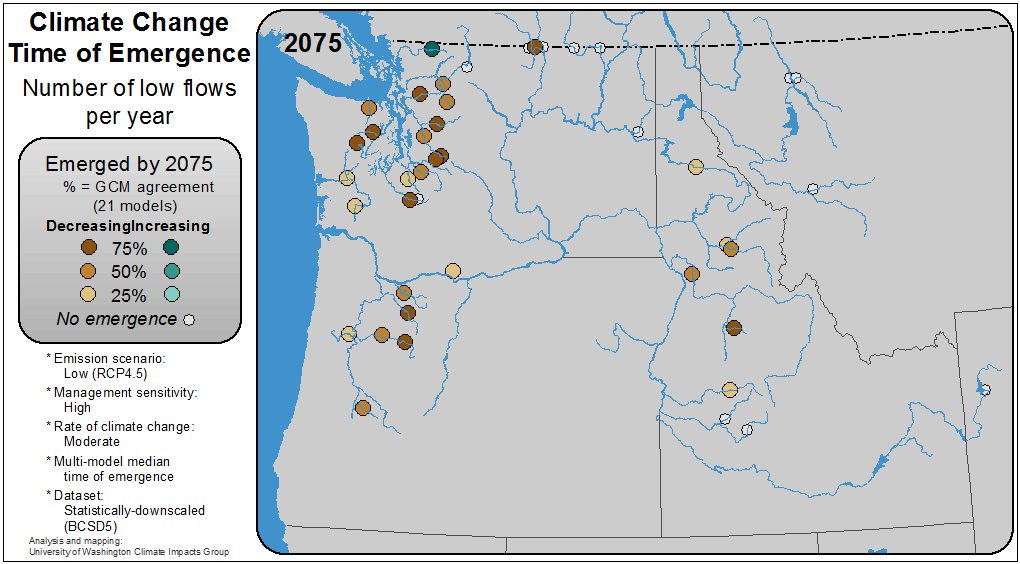 Climate Change
Time of Emergence
Number of low flows
per year
Emerged by 2075
% = GCM agreement
(21 models)
DecreasingIncreasing
75%
50%
25%
No emergence
* Emission scenario:
Low (RCP4.5)
* Management sensitivity:
High
* Rate of climate change:
Moderate
* Multi-model median
time of emergence
* Dataset:
Statistically-downscaled
(BCSD5)
Analysis and mapping:
University of Washington Climate Impacts Group
2075